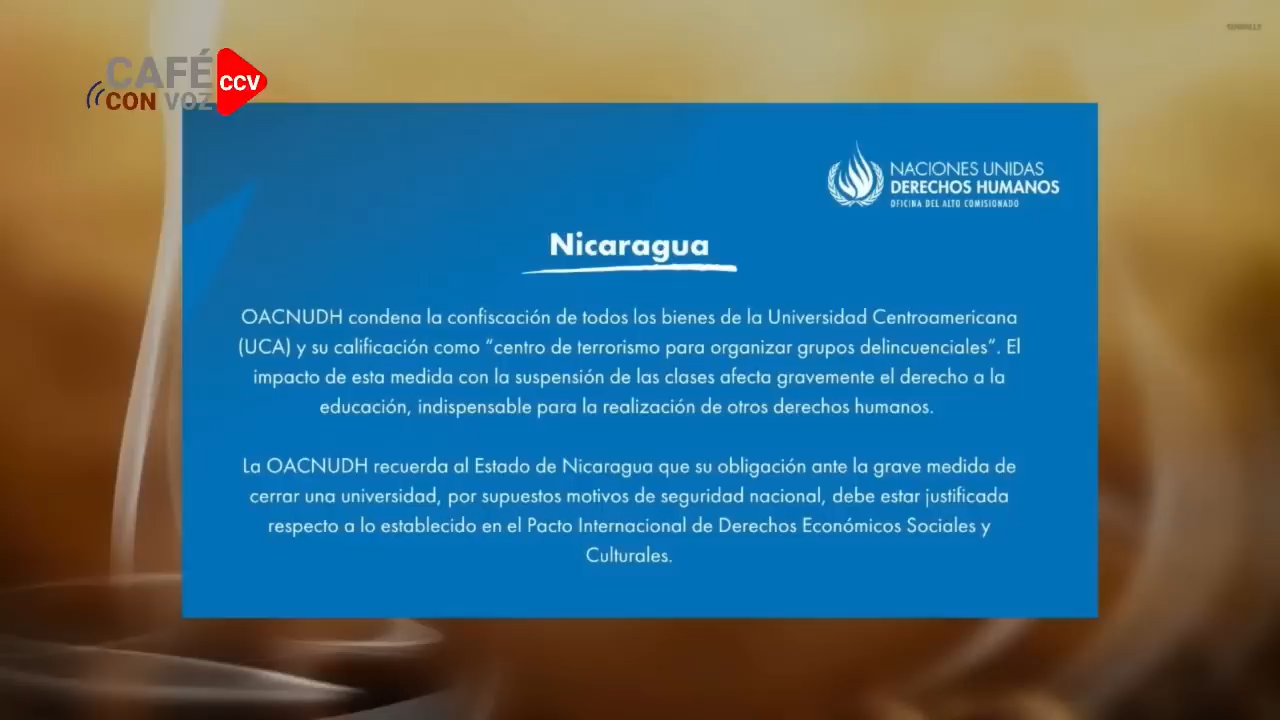 CAFÉ
CON VOZ
CCV
NACIONES UNIDAS
DERECHOS HUMANOS
OFICINA DEL ALTO COMISIONADO
Nicaragua
OACNUDH condena la confiscación de todos los bienes de la Universidad Centroamericana
(UCA) y su calificación como “centro de terrorismo para organizar grupos delincuenciales”. El
impacto de esta medida con la suspensión de las clases afecta gravemente el derecho a la
educación, indispensable para la realización de otros derechos humanos.
La OACNUDH recuerda al Estado de Nicaragua que su obligación ante la grave medida de
cerrar una universidad, por supuestos motivos de seguridad nacional, debe estar justificada
respecto a lo establecido en el Pacto Internacional de Derechos Económicos Sociales y
Culturales.